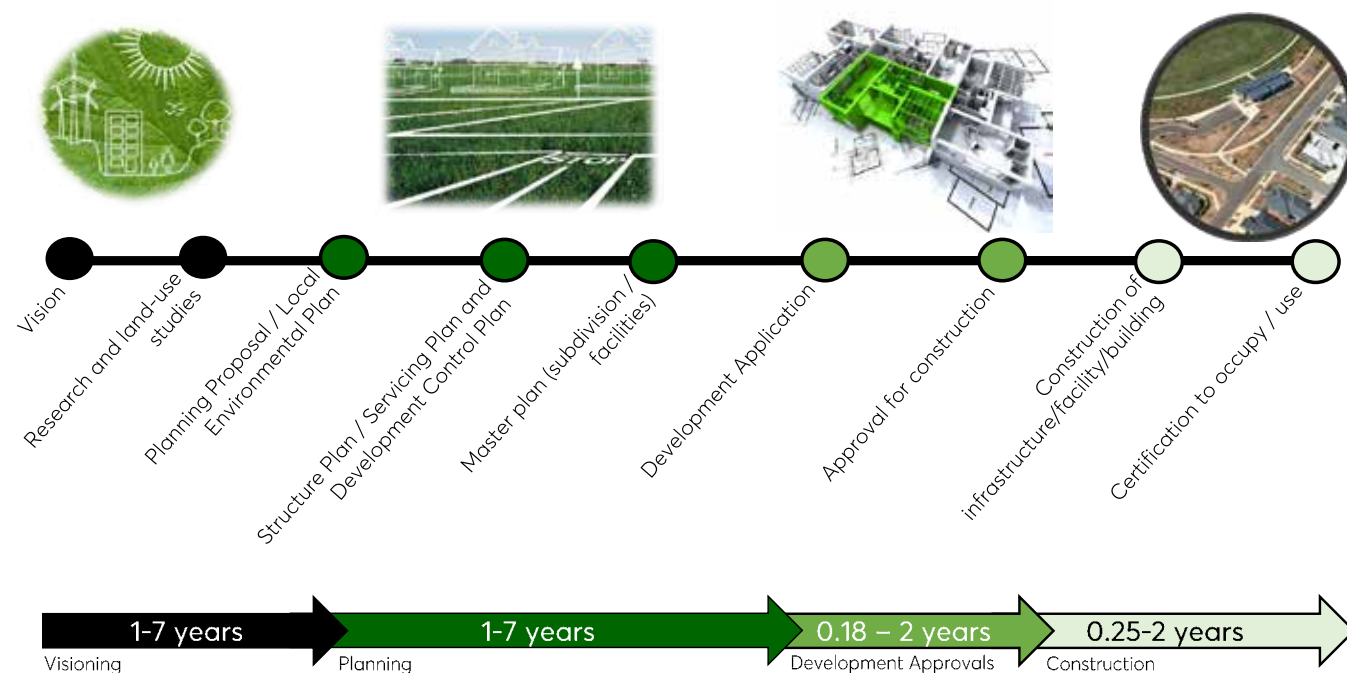 STOP
Vision
Research and land-use
studies
Planning Proposal / Local
Environmental Plan
Structure Plan / Servicing Plan and
Development Control Plan
Master plan (subdivision /
facilities)
Development Application
Approval for construction
Construction of
infrastructure/facility/building
Certification to occupy / use
1-7 years
1-7 years
0.18 – 2 years
0.25-2 years
Visioning
Planning
Development Approvals
Construction